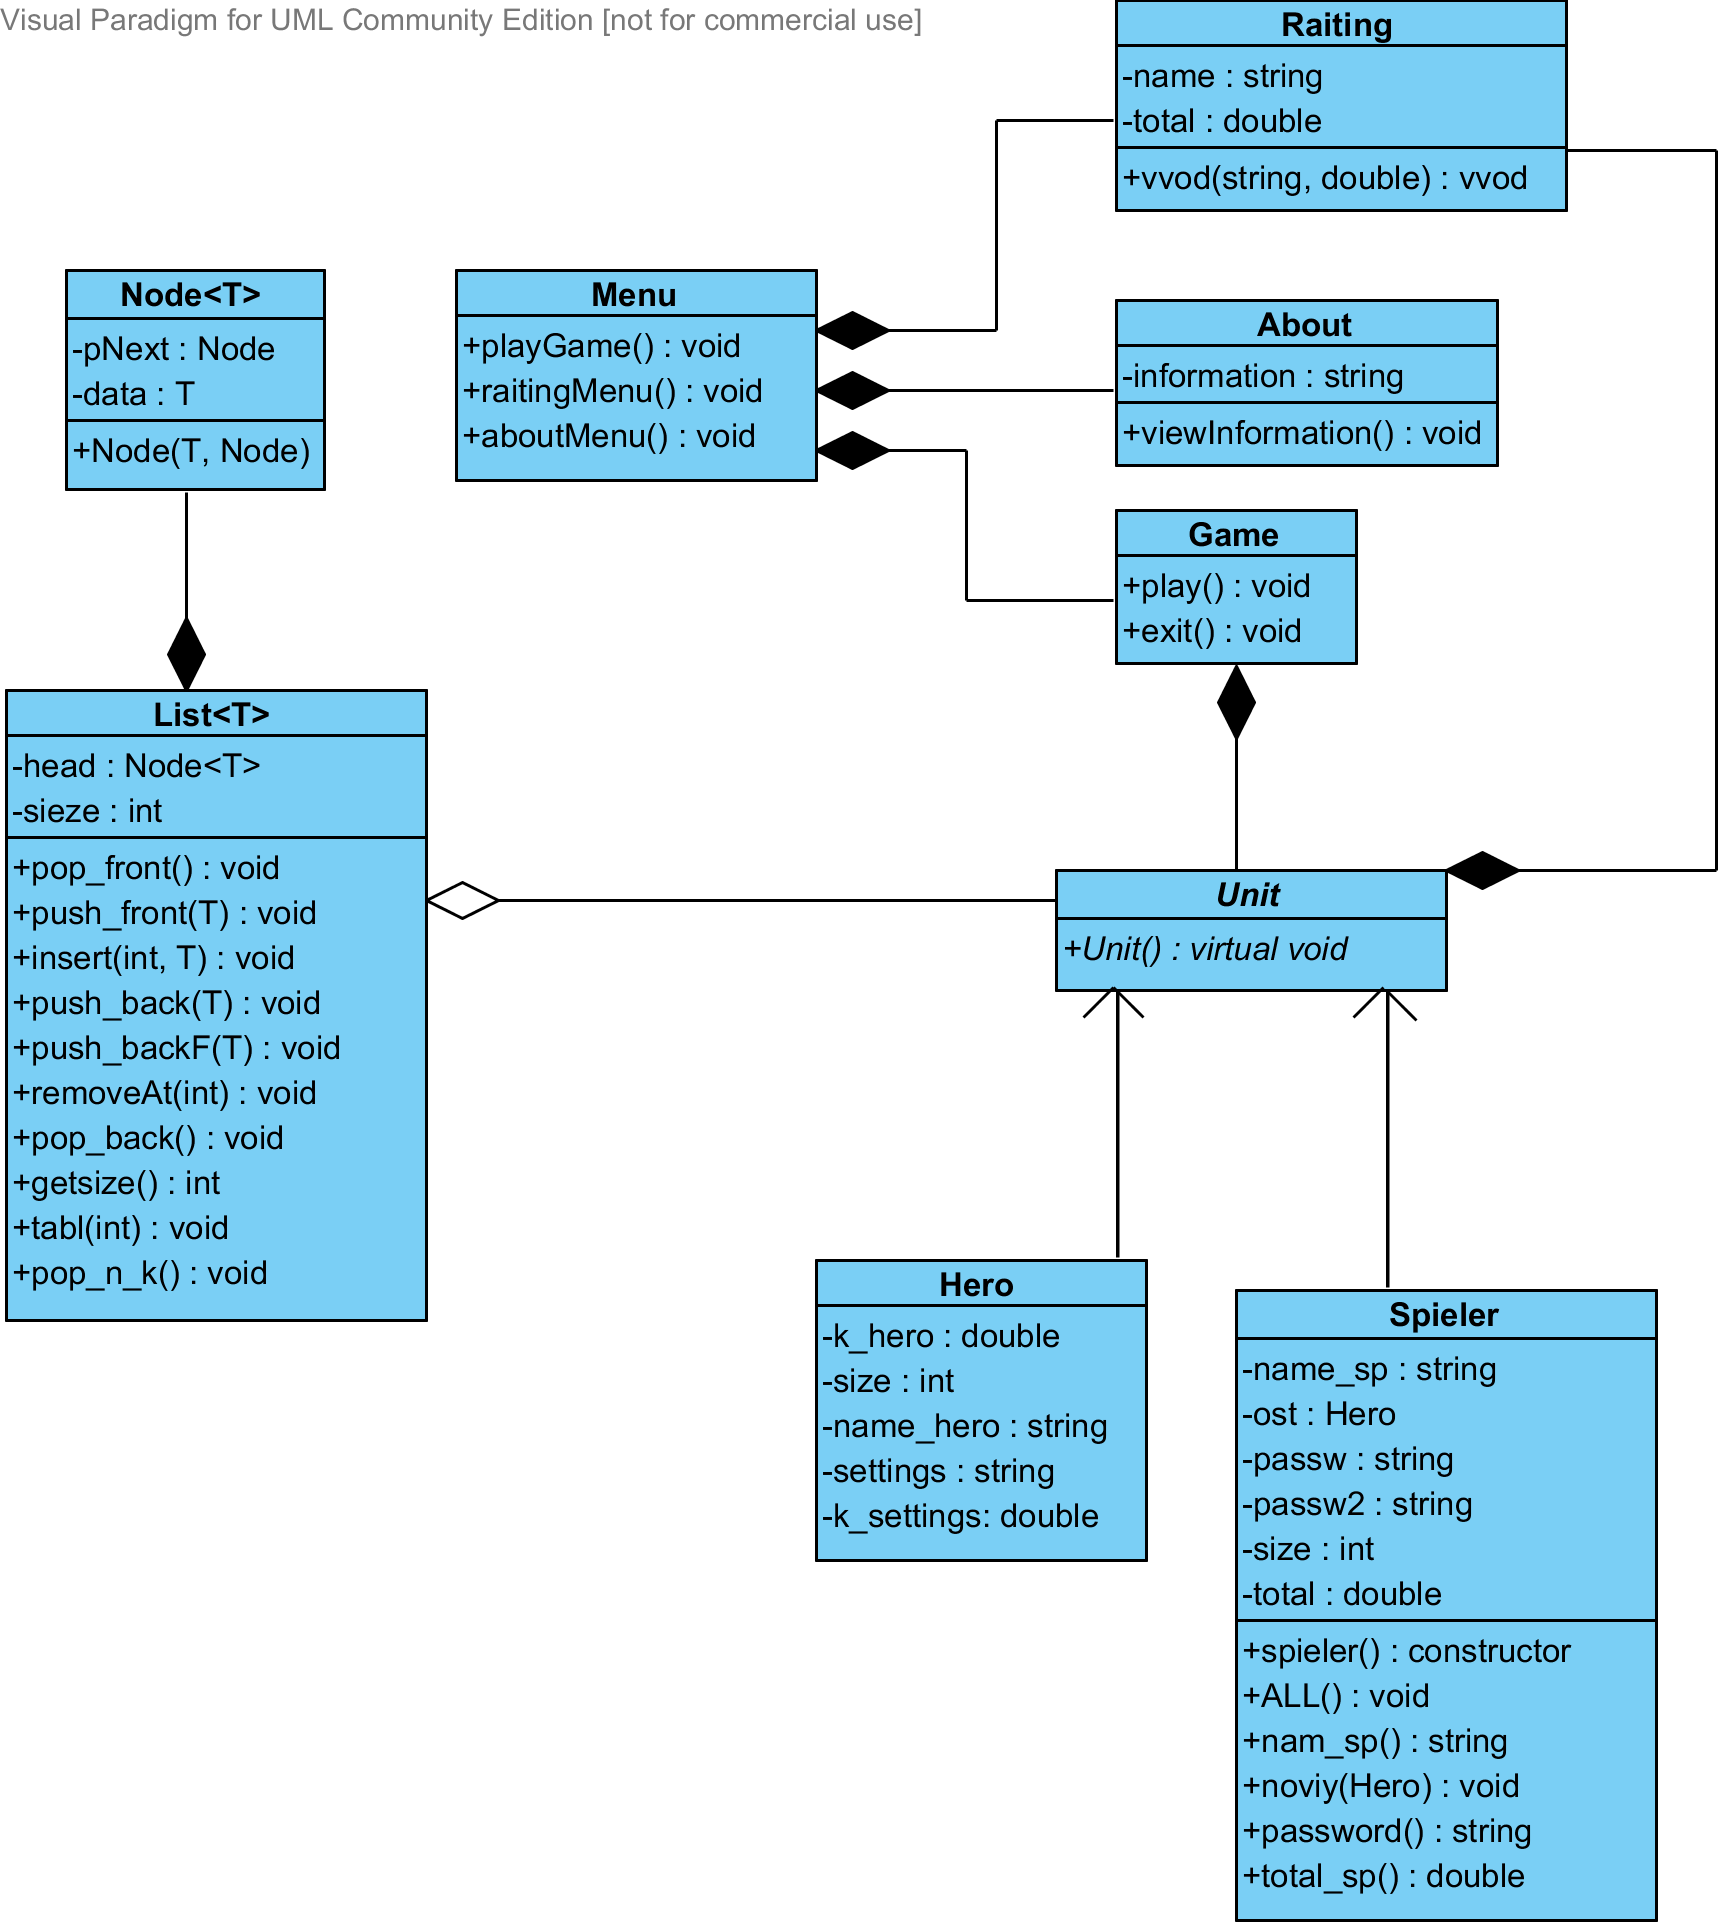 Visual Paradigm for UML Community Edition [not for commercial use]
Raiting
-name : string
-total : double
+vvod(string, double) : vvod
Node<T>
-pNext : Node
-data : T
+Node(T, Node)
Menu
+playGame() : void
+raitingMenu() : void
+aboutMenu() : void
About
-information : string
+viewInformation() : void
Game
+play() : void
+exit() : void
List<T>
-head : Node<T>
-sieze : int
+pop_front() : void
+push_front(T) : void
+insert(int, T) : void
+push_back(T) : void
+push_backF(T) : void
+removeAt(int) : void
+pop_back() : void
+getsize() : int
+tabl(int) : void
+pop_n_k() : void
Unit
+Unit() : virtual void
Hero
-k_hero : double
-size : int
-name_hero : string
-settings : string
-k_settings: double
Spieler
-name_sp : string
-ost : Hero
-passw : string
-passw2 : string
-size : int
-total : double
+spieler() : constructor
+ALL() : void
+nam_sp() : string
+noviy(Hero) : void
+password() : string
+total_sp() : double